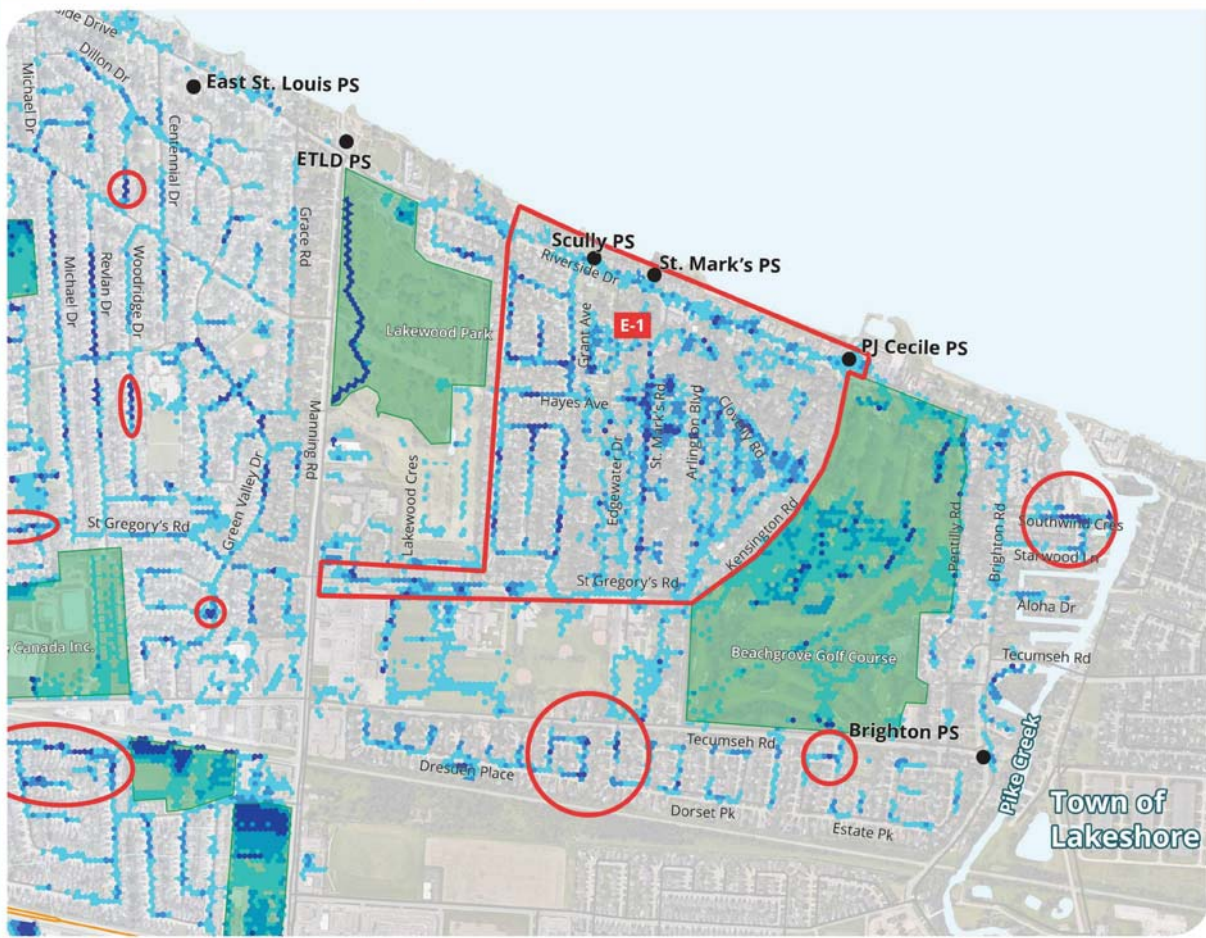 side Drive
Dillon Dr
Michael Dr
East St. Louis PS
Centennial Dr
ETLD PS
Grace Rd
Michael Dr
Revlan Dr
Woodridge Dr
Scully PS
Riverside Dr
St. Mark's PS
E-1
Lakewood Park
Grant Ave
PJ Cecile PS
Hayes Ave
St. Mark's Rd
Arlington Blvd
Clovelly Rd
Manning Rd
Edgewater Dr
Lakewood Cres
Green Valley Dr
St Gregory's Rd
Kensington Rd
Pentilly Rd
Brighton Rd
Southwind Cres
Starwood Ln
St Gregory's Rd
Aloha Dr
Canada Inc.
Beachgrove Golf Course
Tecumseh Rd
Tecumseh Rd
Brighton PS
Dresden Place
Pike Creek
Dorset Pk
Estate Pk
Town of
Lakeshore